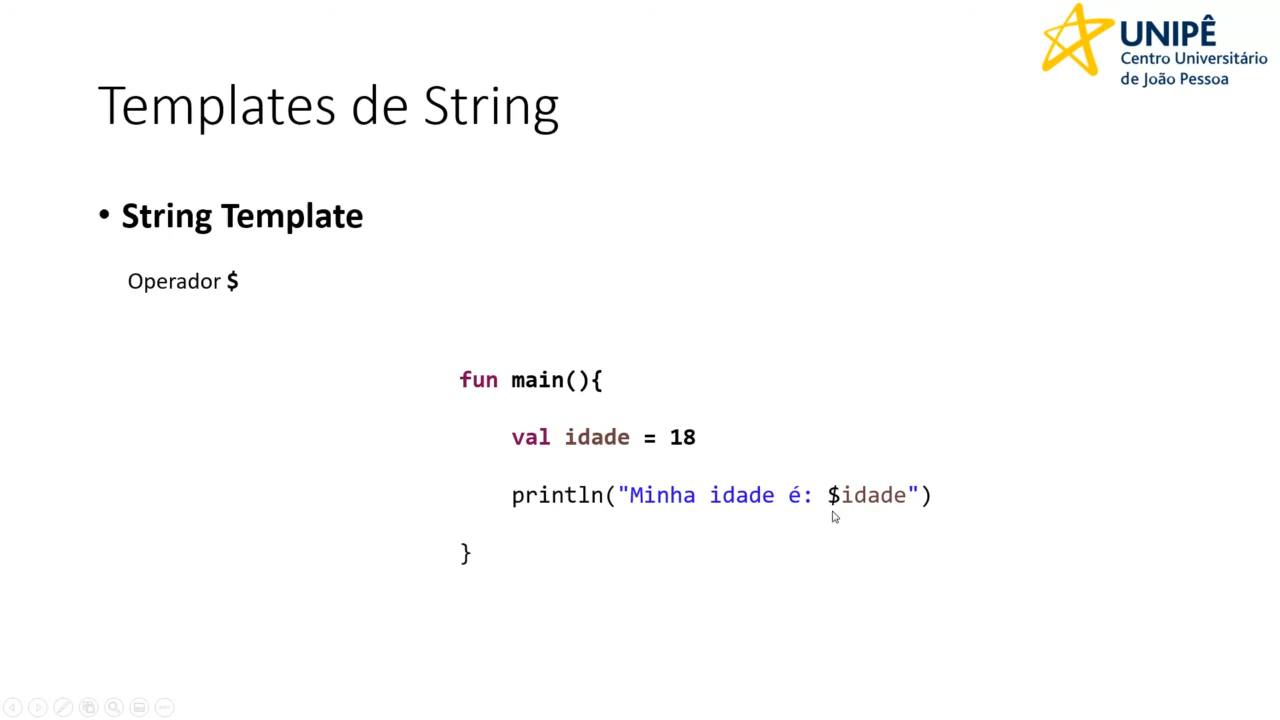 UNIPÊ
Centro Universitário
de João Pessoa
Templates de String
• String Template
Operador $
fun main(){
val idade = 18
println("Minha idade é: $idade")
}